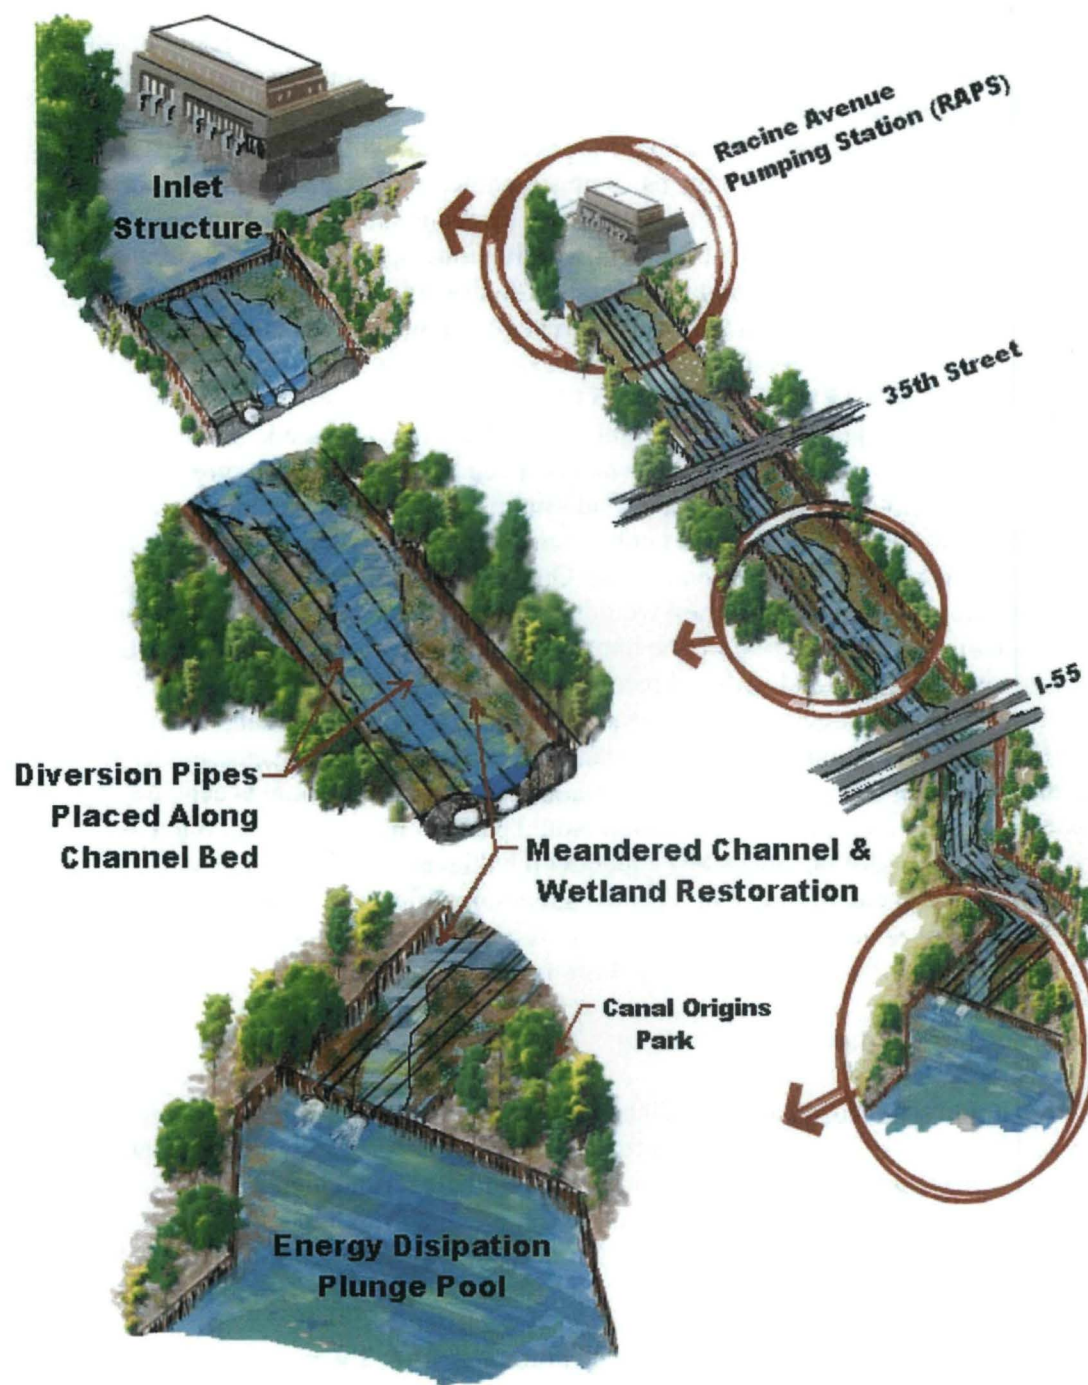 Racine Avenue
Pumping Station (RAPS)
Inlet
Structure
35th Street
I-55
Diversion Pipes
Placed Along
Channel Bed
Meandered Channel &
Wetland Restoration
Canal Origins
Park
Energy Disipation
Plunge Pool